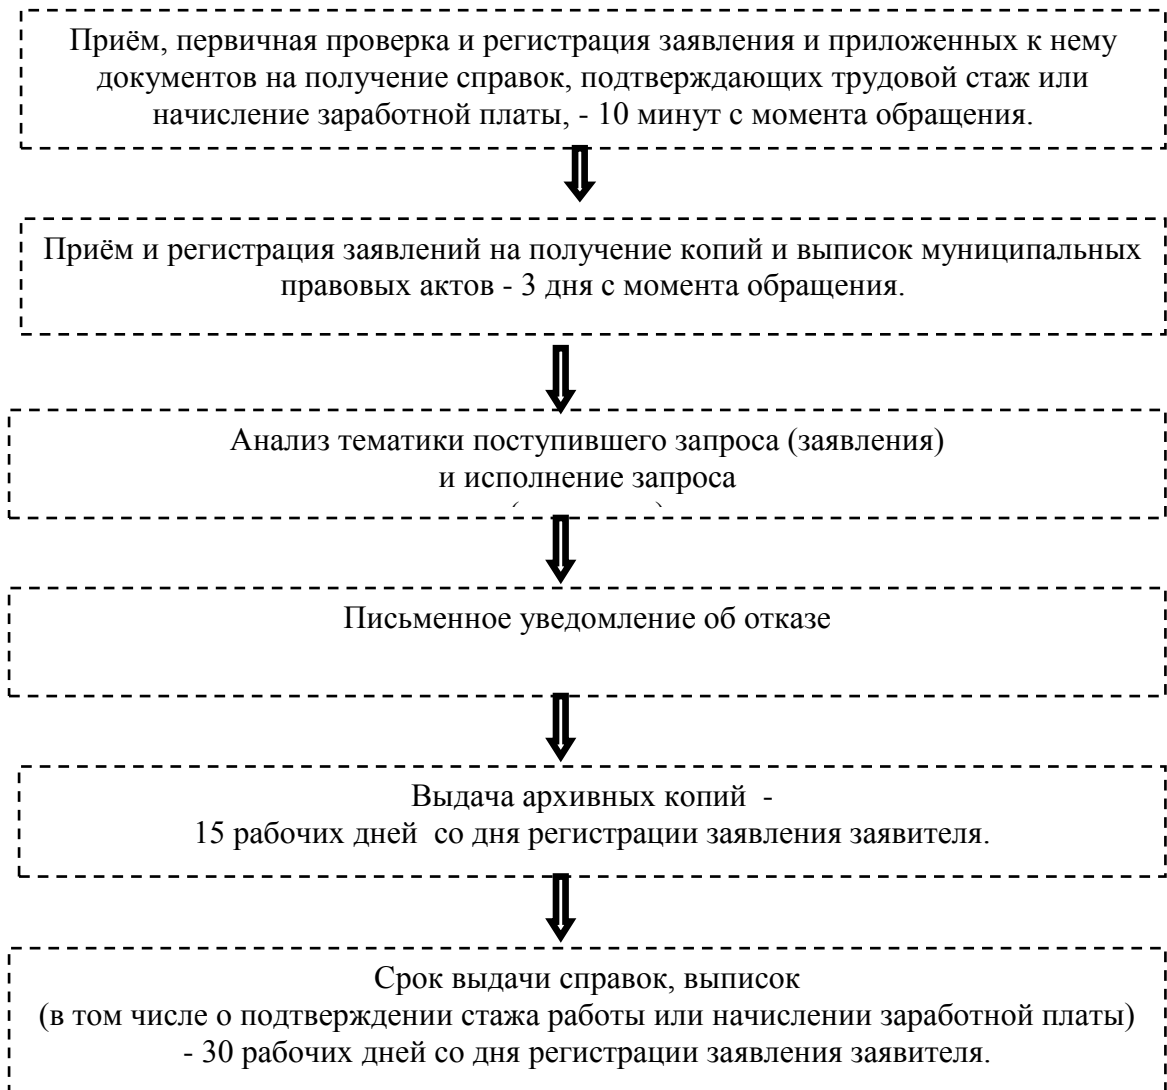 Приём, первичная проверка и регистрация заявления и приложенных к нему
документов на получение справок, подтверждающих трудовой стаж или
начисление заработной платы, - 10 минут с момента обращения.
Приём и регистрация заявлений на получение копий и выписок муниципальных
правовых актов - 3 дня с момента обращения.
Анализ тематики поступившего запроса (заявления)
и исполнение запроса
Письменное уведомление об отказе
Выдача архивных копий -
15 рабочих дней со дня регистрации заявления заявителя.
Срок выдачи справок, выписок
(в том числе о подтверждении стажа работы или начислении заработной платы)
- 30 рабочих дней со дня регистрации заявления заявителя.